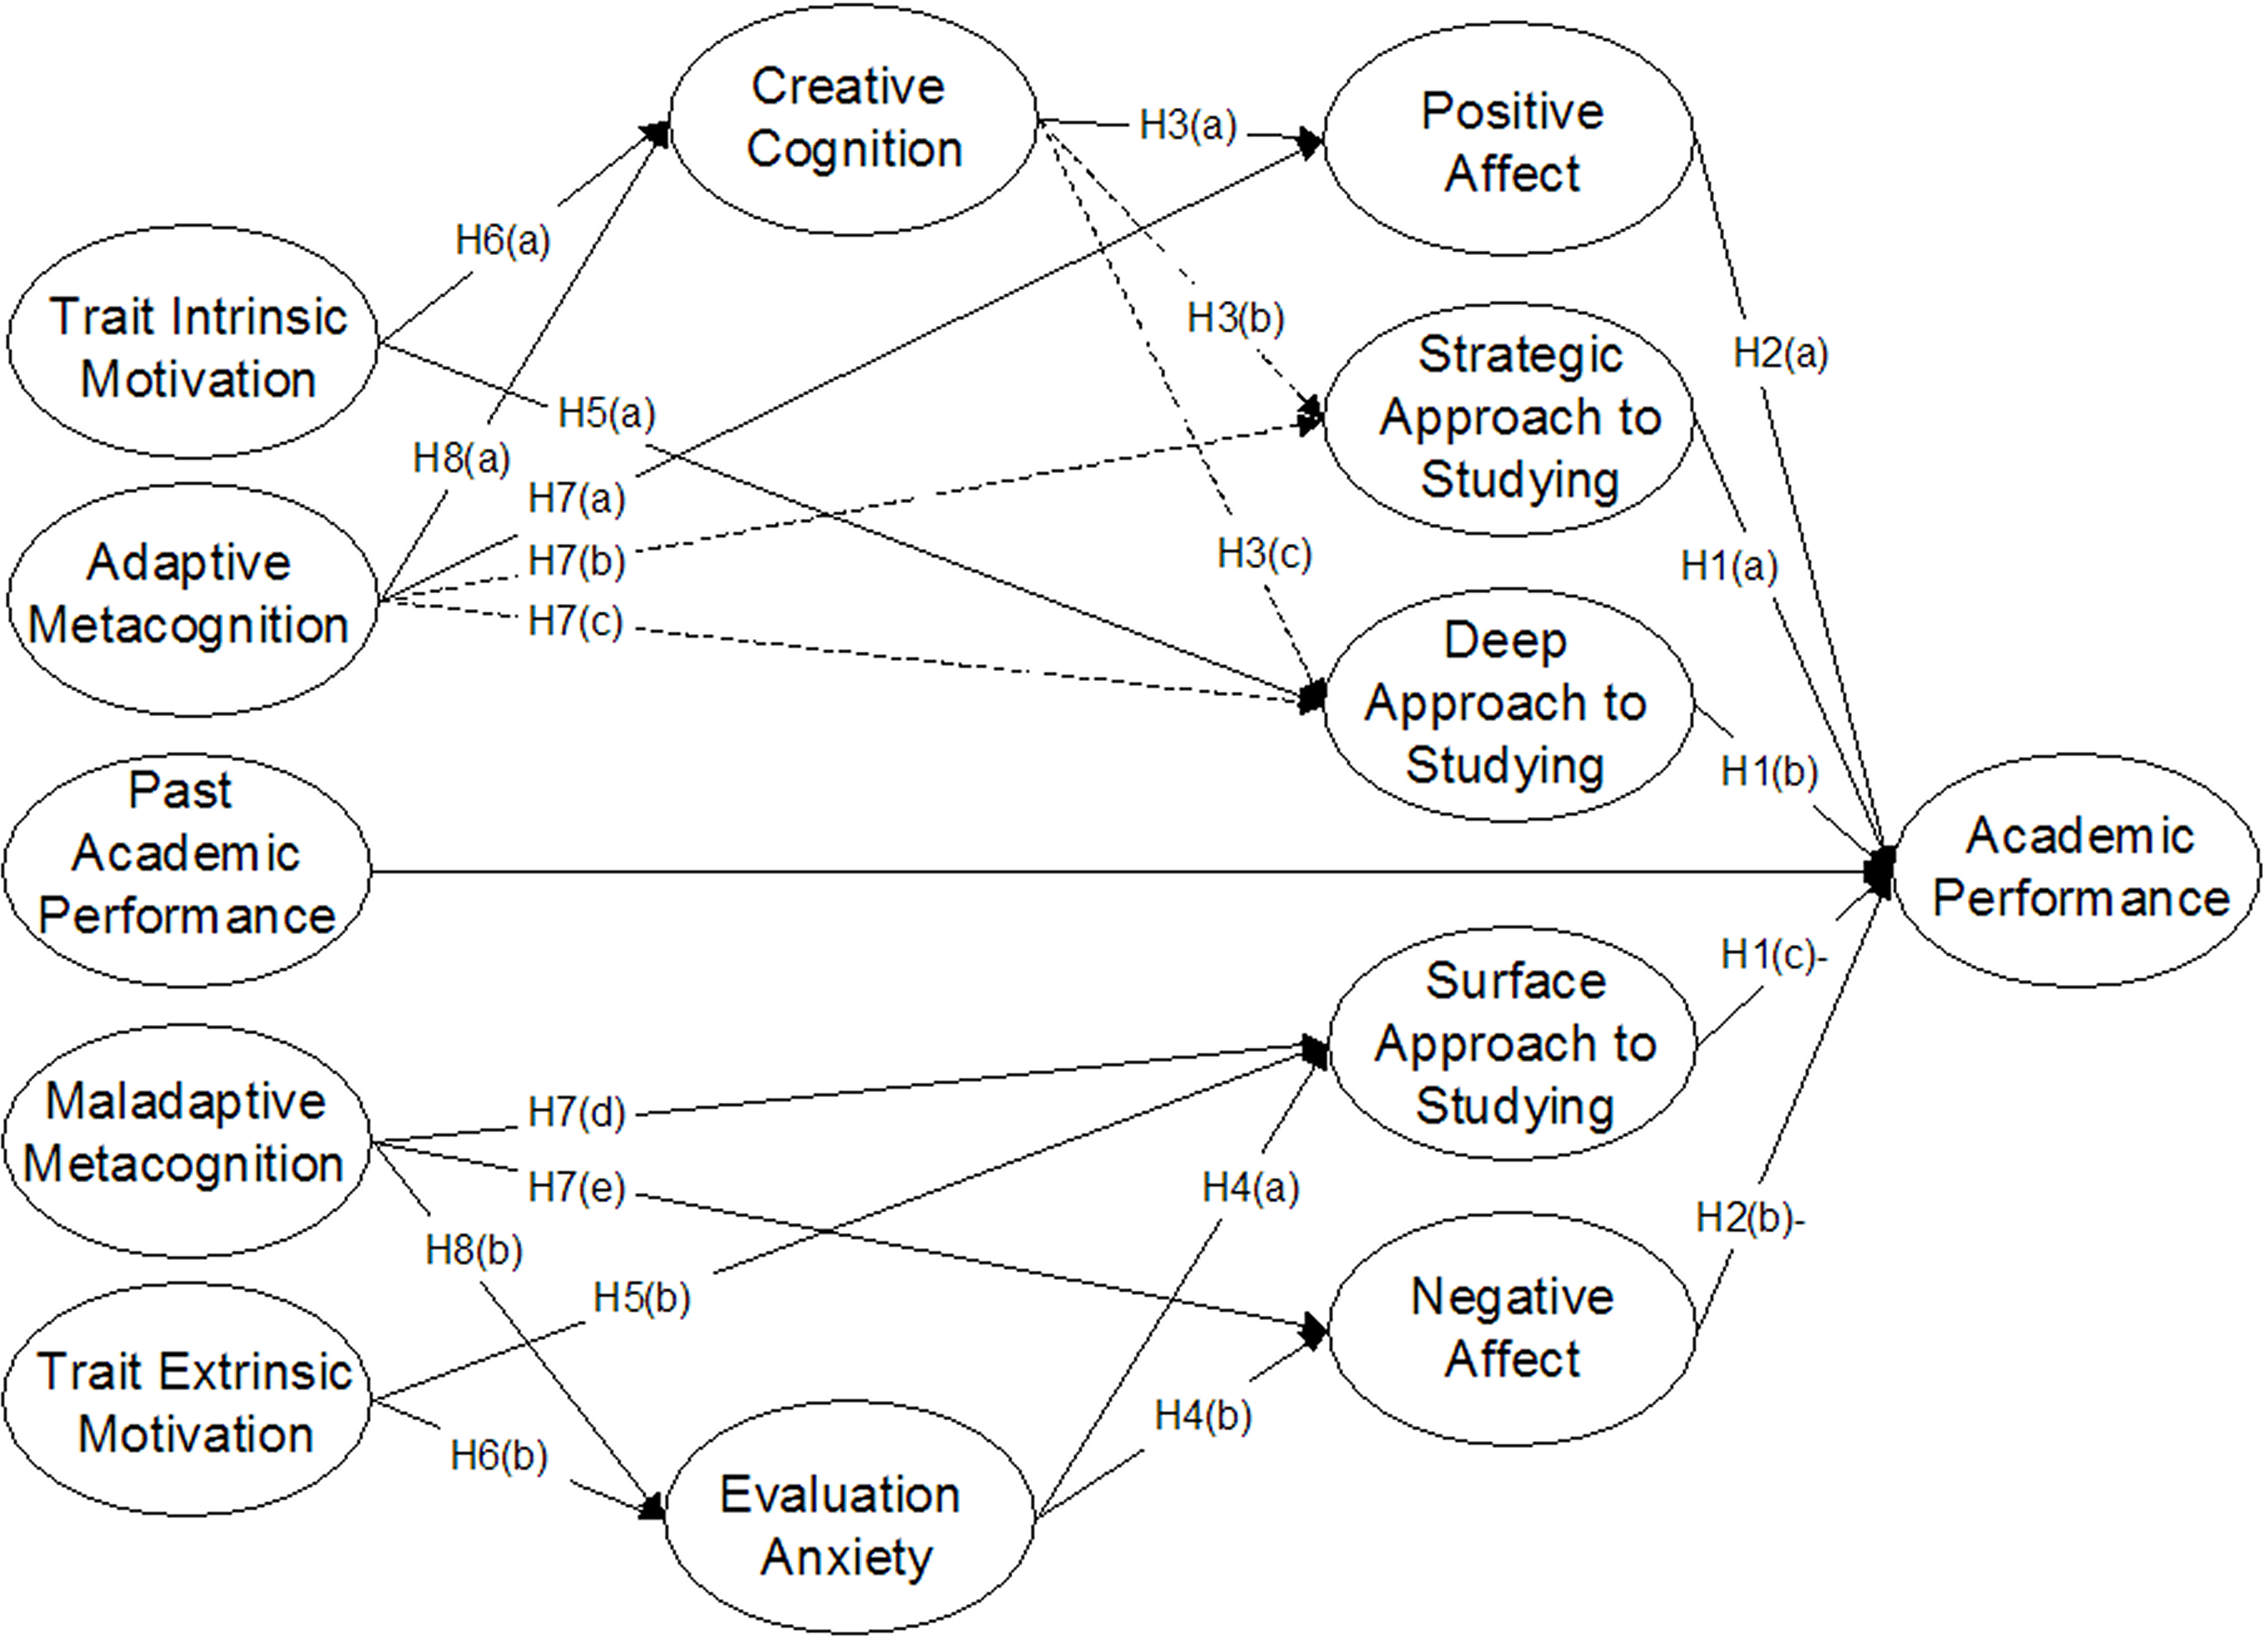 Creative
Cognition
H3(a)
Positive
Affect
H6(a)
Trait Intrinsic
Motivation
H3(b)
H2(a)
Strategic
Approach to
Studying
H5(a)
H8(a)
H7(a)
Adaptive
Metacognition
H7(b)
H7(c)
H3(c)
H1(a)
Deep
Approach to
Studying
H1(b)
Past
Academic
Performance
Academic
Performance
Surface
Approach to
Studying
H1(c)-
Maladaptive
Metacognition
H7(d)
H7(e)
H4(a)
H2(b)-
H8(b)
H5(b)
Negative
Affect
Trait Extrinsic
Motivation
H4(b)
H6(b)
Evaluation
Anxiety